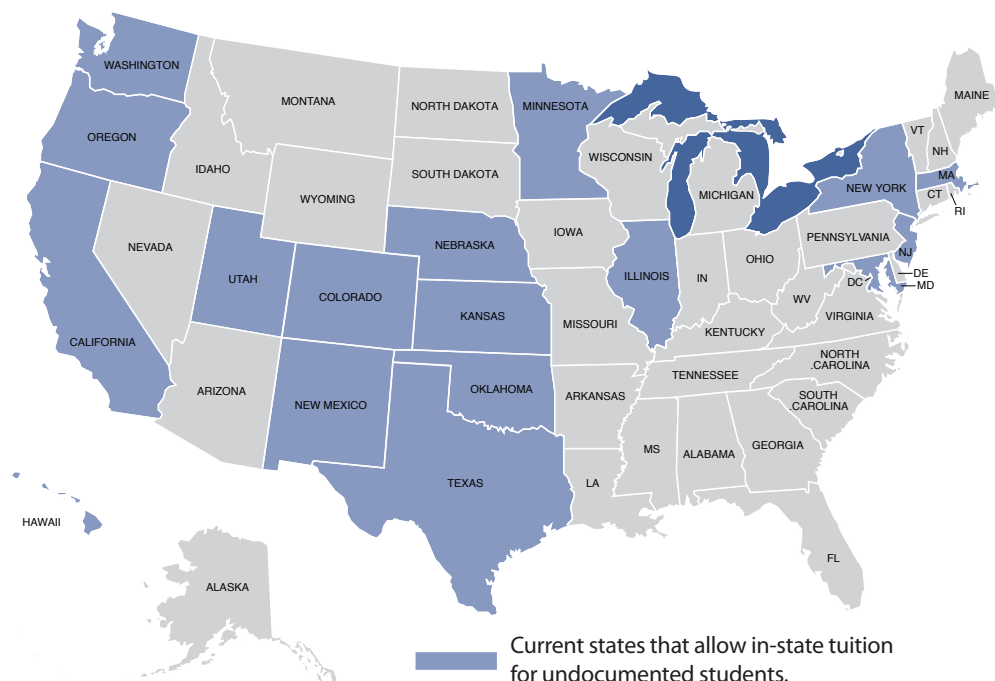 WASHINGTON
MAINE
MONTANA
NORTH DAKOTA
MINNESOTA
OREGON
VT
NH
WISCONSIN
IDAHO
SOUTH DAKOTA
MA
NEW YORK
WYOMING
MICHIGAN
CT
RI
IOWA
PENNSYLVANIA
NEVADA
NEBRASKA
NJ
OHIO
UTAH
ILLINOIS
IN
DE
DC
MD
COLORADO
WV
KANSAS
VIRGINIA
MISSOURI
KENTUCKY
CALIFORNIA
NORTH
CAROLINA
TENNESSEE
ARIZONA
OKLAHOMA
ARKANSAS
SOUTH
CAROLINA
NEW MEXICO
MS
ALABAMA
GEORGIA
TEXAS
LA
HAWAII
FL
ALASKA
Current states that allow in-state tuition
for undocumented students.